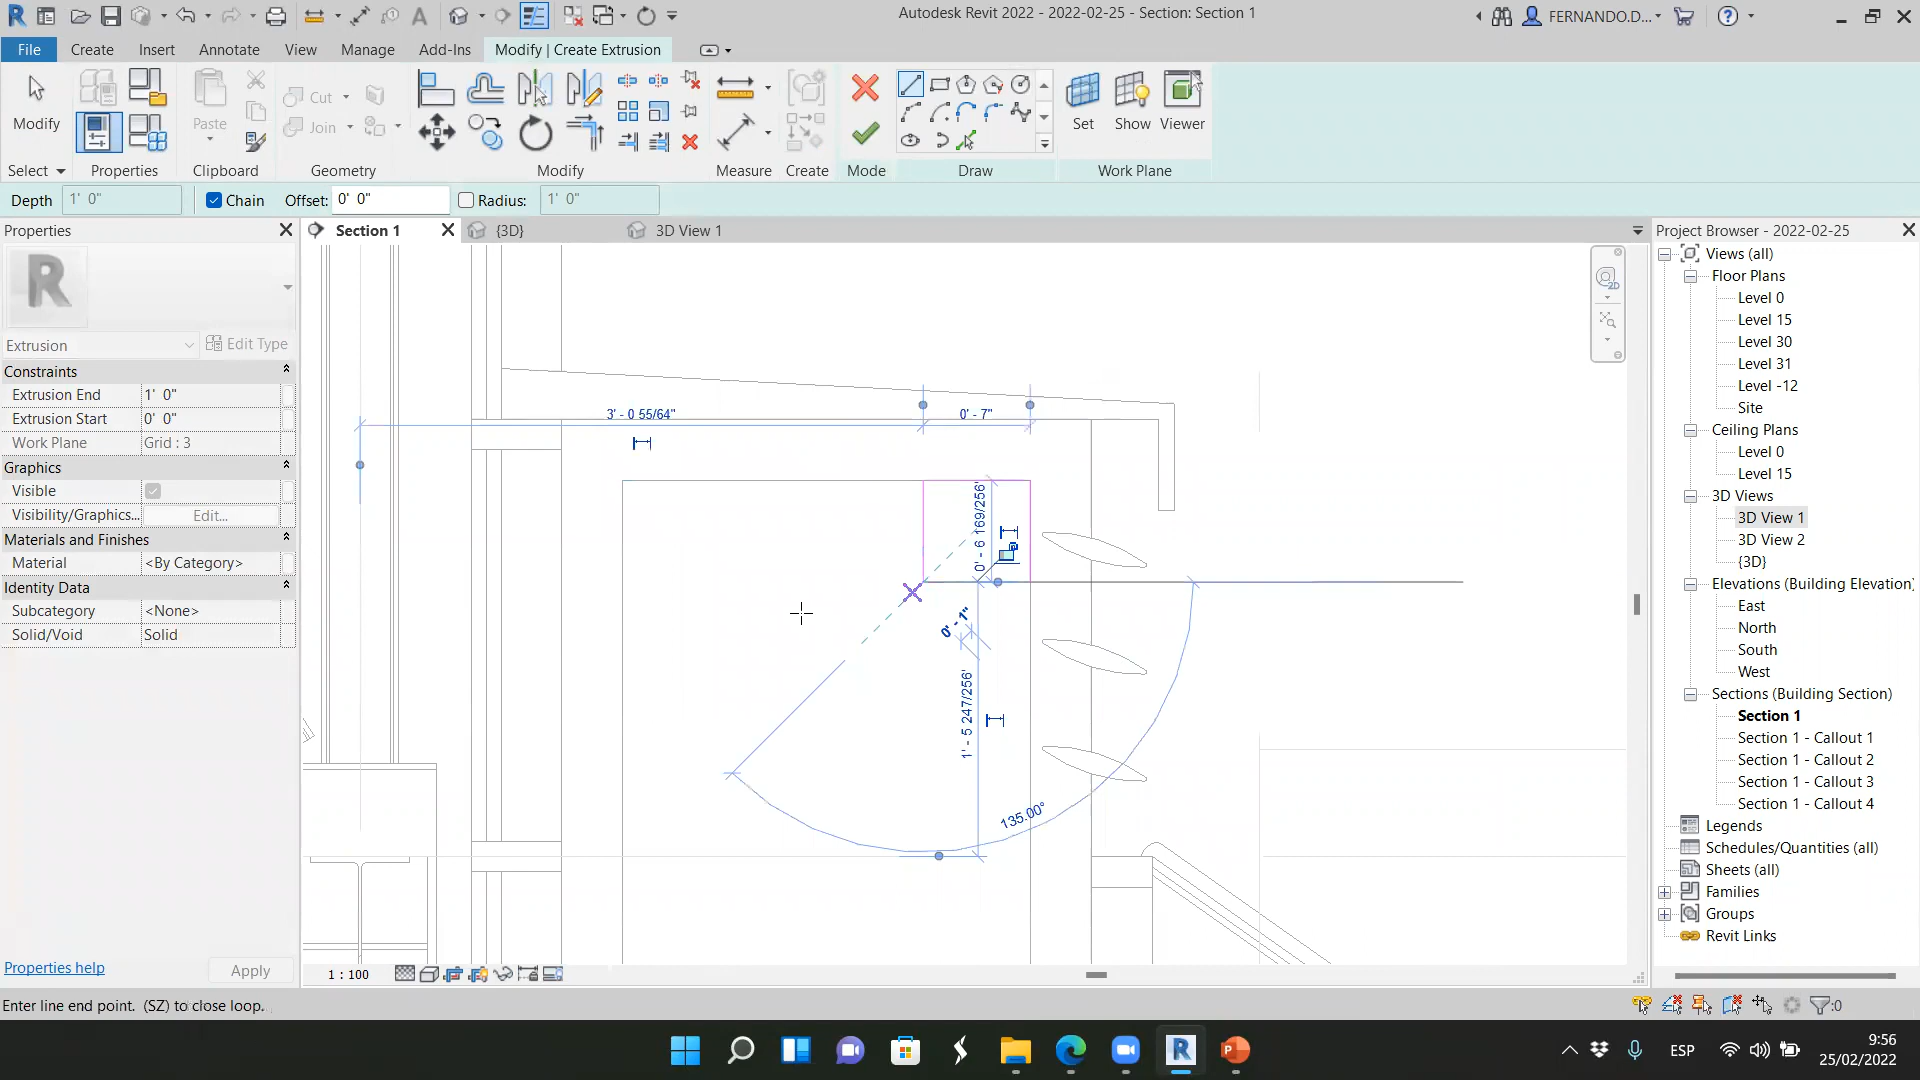 Autodesk Revit 2022 - 2022-02-25 - Section: Section 1
FERNANDO.D...
File
Create
Insert
Annotate
View
Manage
Add-Ins
Modify | Create Extrusion
Modify
Paste
Cut
Join
Set
Show
Viewer
Select
Properties
Clipboard
Geometry
Modify
Measure
Create
Mode
Draw
Work Plane
Depth
1' 0"
Chain
Offset:
0' 0"
Radius:
1' 0"
Properties
Section 1
{3D}
3D View 1
Project Browser - 2022-02-25
Extrusion
Edit Type
Constraints
Extrusion End
1' 0"
Extrusion Start
0' 0"
Work Plane
Grid : 3
Graphics
Visible
Visibility/Graphics...
Edit...
Materials and Finishes
Material
<By Category>
Identity Data
Subcategory
<None>
Solid/Void
Solid
Properties help
Apply
3' - 0 55/64"
0' - 7"
0' - 6 169/256"
0' - 1"
1' - 5 247/256"
135.00°
2D
1 : 100
Views (all)
Floor Plans
Level 0
Level 15
Level 30
Level 31
Level -12
Site
Ceiling Plans
Level 0
Level 15
3D Views
3D View 1
3D View 2
{3D}
Elevations (Building Elevation)
East
North
South
West
Sections (Building Section)
Section 1
Section 1 - Callout 1
Section 1 - Callout 2
Section 1 - Callout 3
Section 1 - Callout 4
Legends
Schedules/Quantities (all)
Sheets (all)
Families
Groups
Revit Links
Enter line end point. (SZ) to close loop.
:0
ESP
9:56
25/02/2022